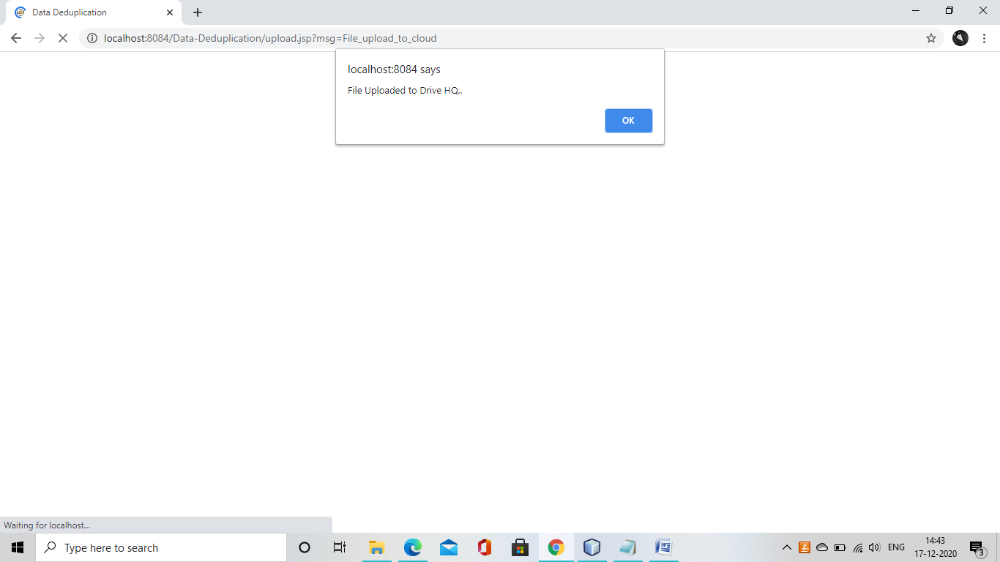 Data Deduplication
localhost:8084/Data-Deduplication/upload.jsp?msg=File_upload_to_cloud
localhost:8084 says
File Uploaded to Drive HQ..
OK
Waiting for localhost...
Type here to search
ENG
14:43
17-12-2020
3